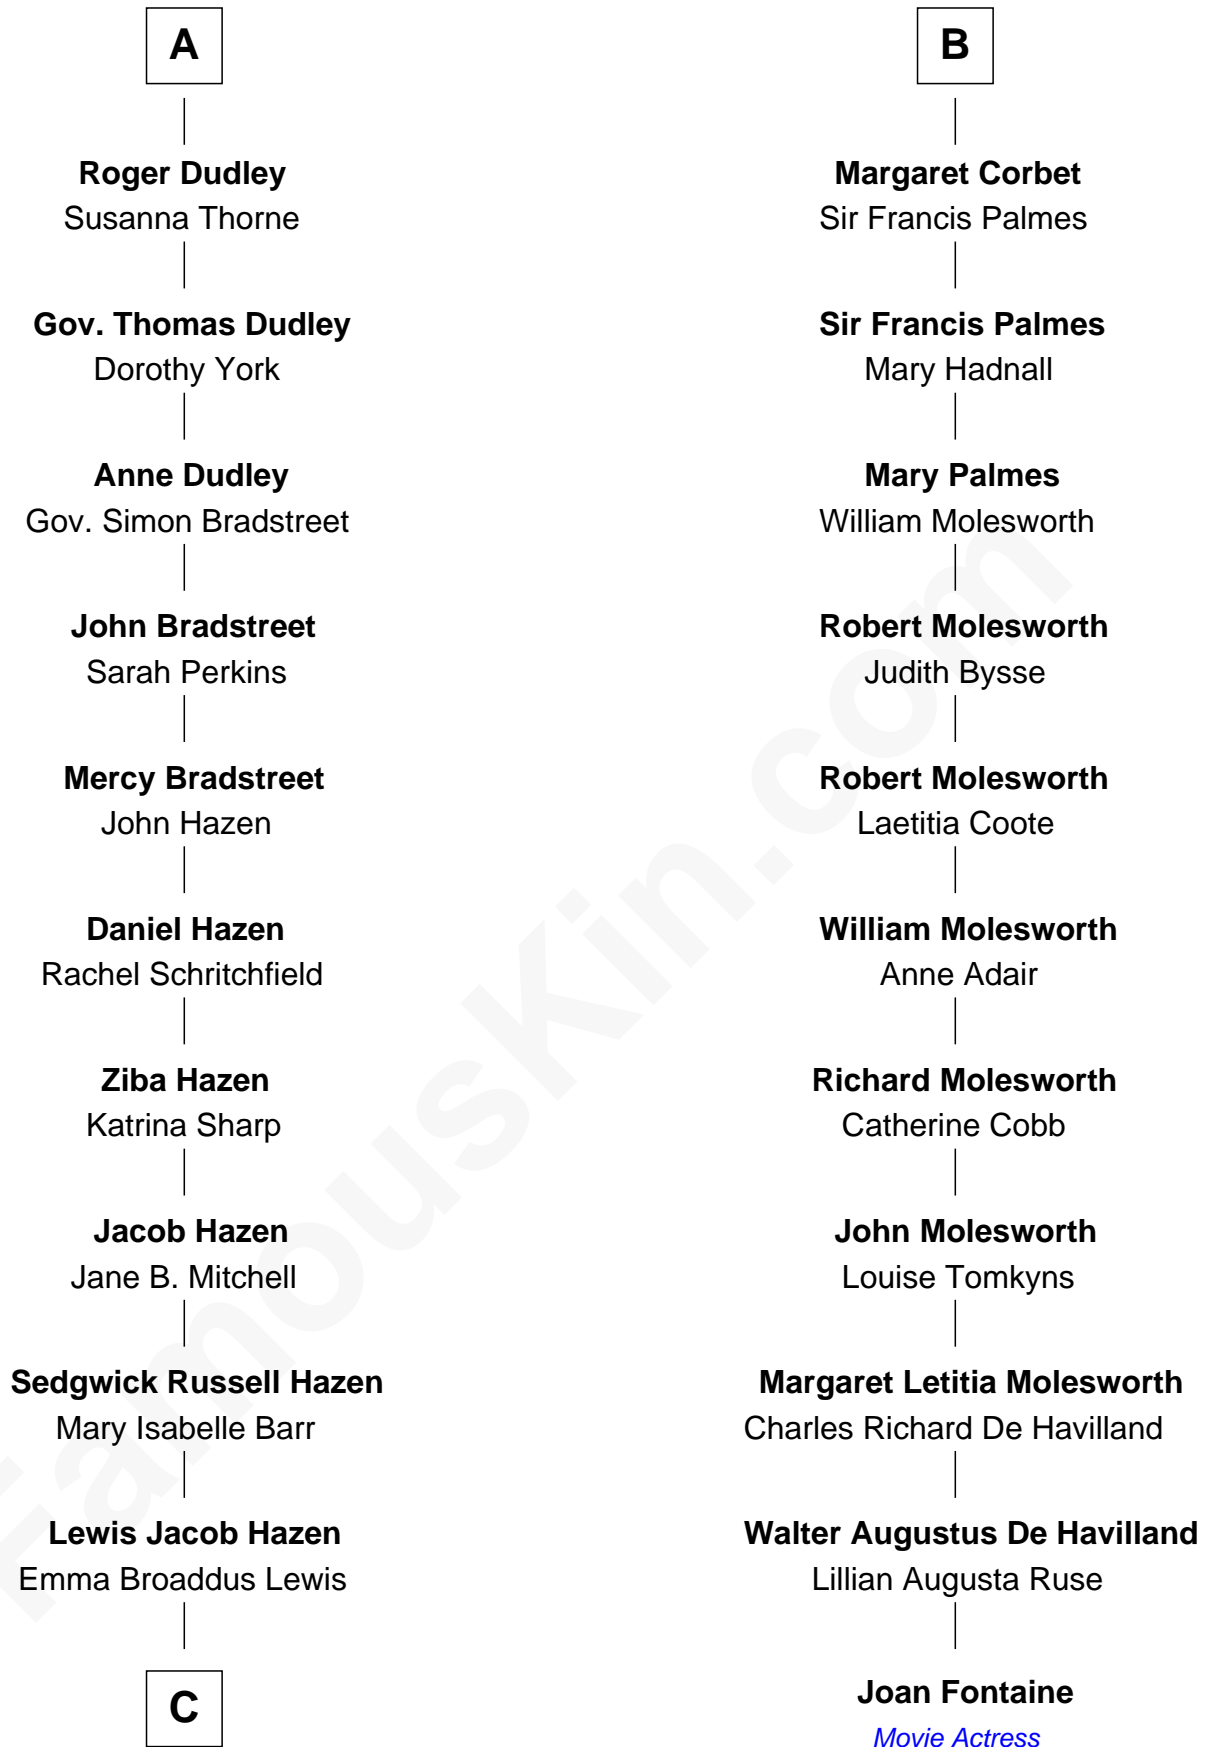 A
Roger Dudley
Susanna Thorne
Gov. Thomas Dudley
Dorothy York
Anne Dudley
Gov. Simon Bradstreet
John Bradstreet
Sarah Perkins
Mercy Bradstreet
John Hazen
Daniel Hazen
Rachel Schritchfield
Ziba Hazen
Katrina Sharp
Jacob Hazen
Jane B. Mitchell
Sedgwick Russell Hazen
Mary Isabelle Barr
Lewis Jacob Hazen
Emma Broaddus Lewis
C
B
Margaret Corbet
Sir Francis Palmes
Sir Francis Palmes
Mary Hadnall
Mary Palmes
William Molesworth
Robert Molesworth
Judith Bysse
Robert Molesworth
Laetitia Coote
William Molesworth
Anne Adair
Richard Molesworth
Catherine Cobb
John Molesworth
Louise Tomkyns
Margaret Letitia Molesworth
Charles Richard De Havilland
Walter Augustus De Havilland
Lillian Augusta Ruse
Joan Fontaine
Movie Actress
FamousKin.com